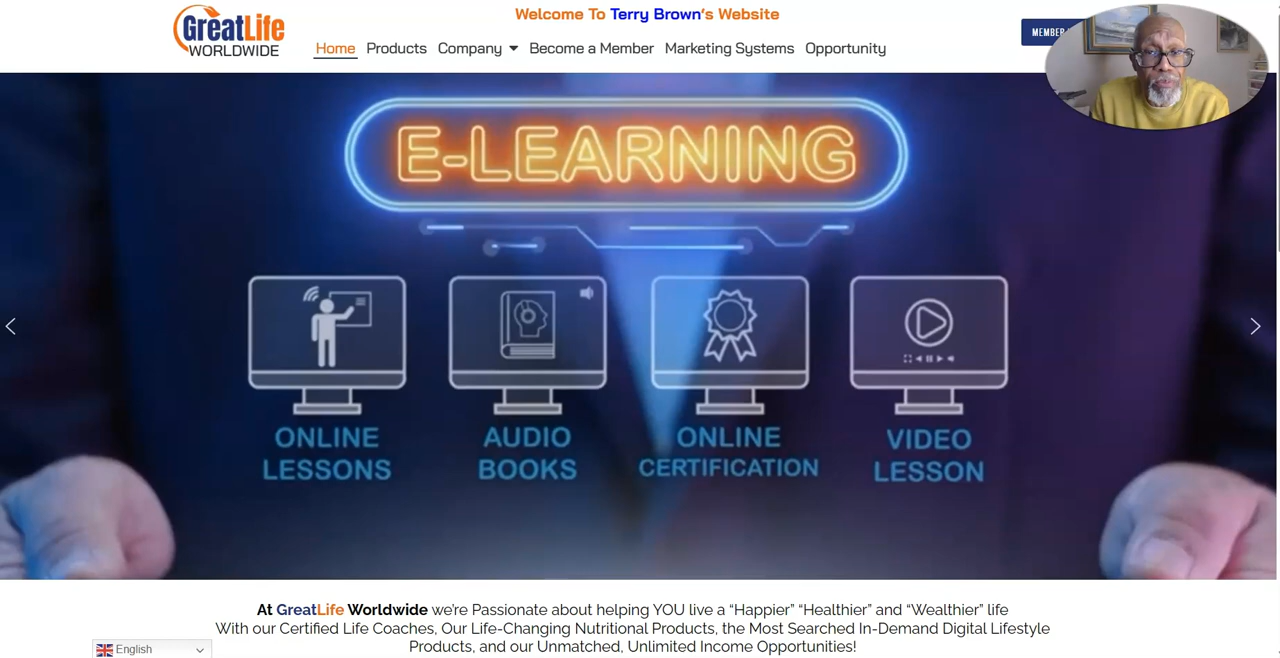 Welcome To Terry Brown's Website
GreatLife
WORLDWIDE
Home Products Company Become a Member Marketing Systems Opportunity
MEMBER
E-LEARNING
ONLINE
LESSONS
AUDIO
BOOKS
ONLINE
CERTIFICATION
VIDEO
LESSON
At GreatLife Worldwide we're Passionate about helping YOU live a “Happier” “Healthier” and “Wealthier” life
With our Certified Life Coaches, Our Life-Changing Nutritional Products, the Most Searched In-Demand Digital Lifestyle
Products, and our Unmatched, Unlimited Income Opportunities!
English